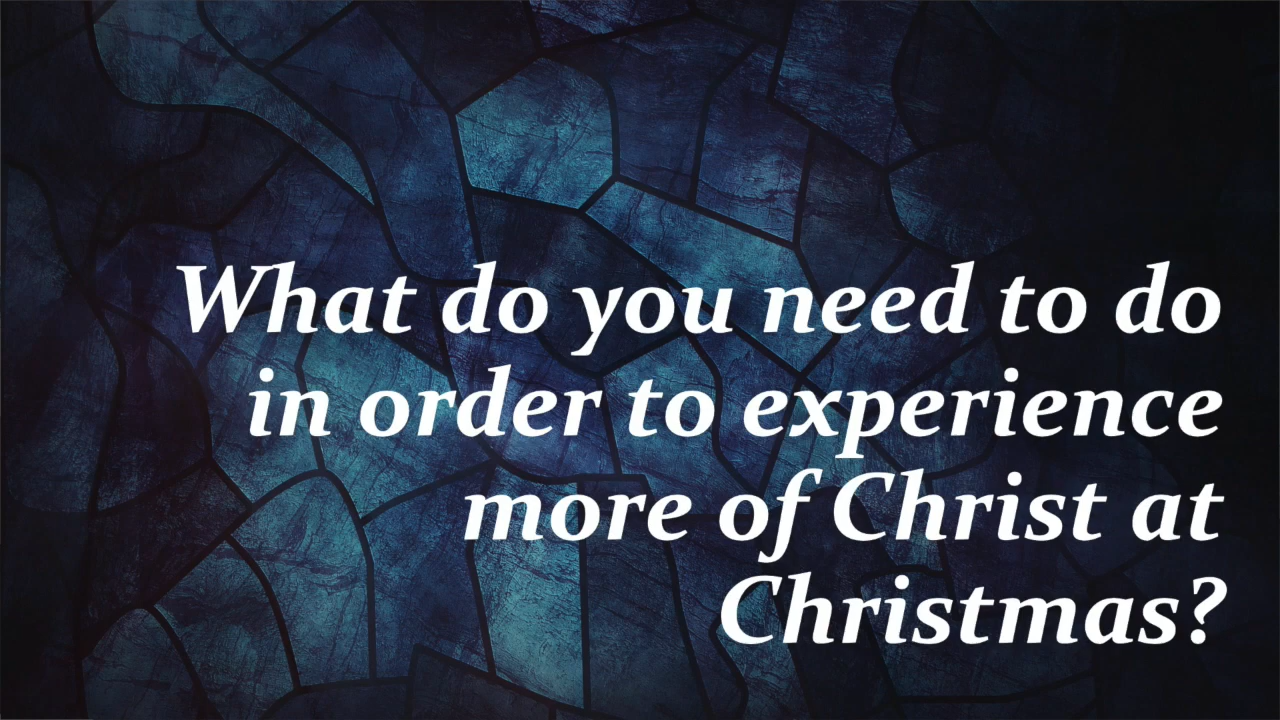 What do you need to do
in order to experience
more of Christ at
Christmas?